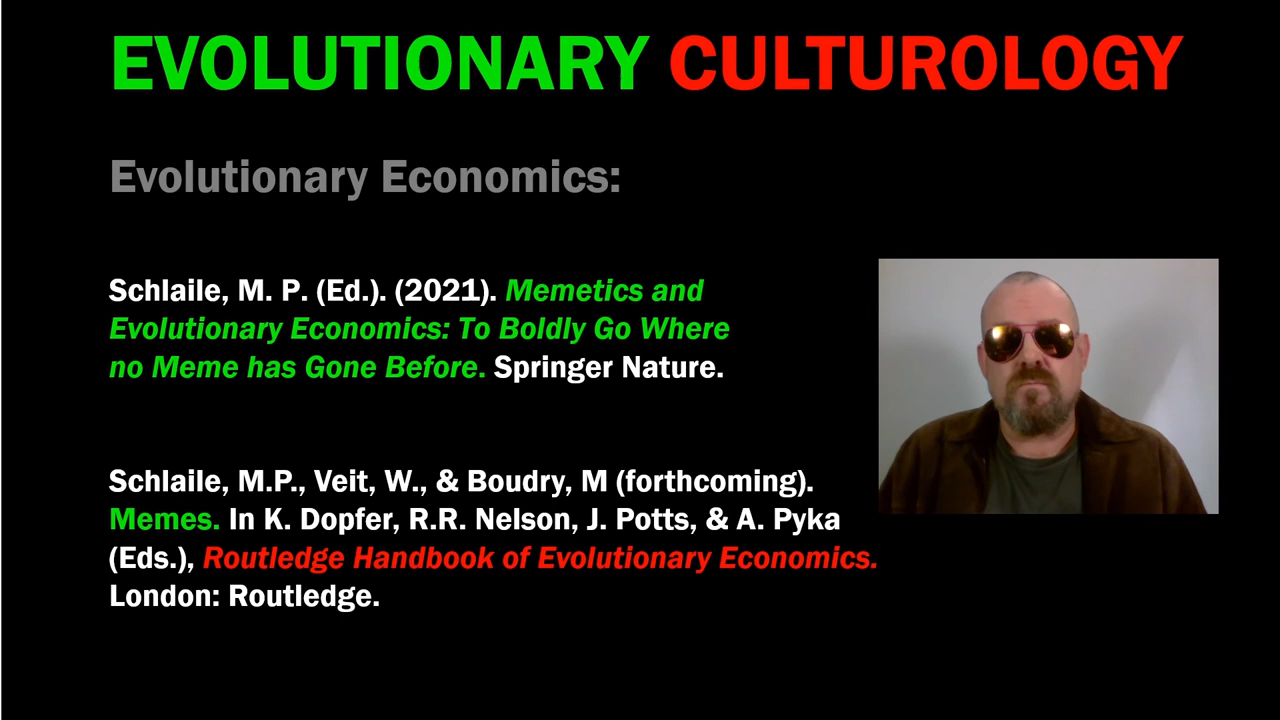 EVOLUTIONARY CULTUROLOGY
Evolutionary Economics:
Schlaile, M. P. (Ed.). (2021). Memetics and
Evolutionary Economics: To Boldly Go Where
no Meme has Gone Before. Springer Nature.
Schlaile, M.P., Veit, W., & Boudry, M (forthcoming).
Memes. In K. Dopfer, R.R. Nelson, J. Potts, & A. Pyka
(Eds.), Routledge Handbook of Evolutionary Economics.
London: Routledge.